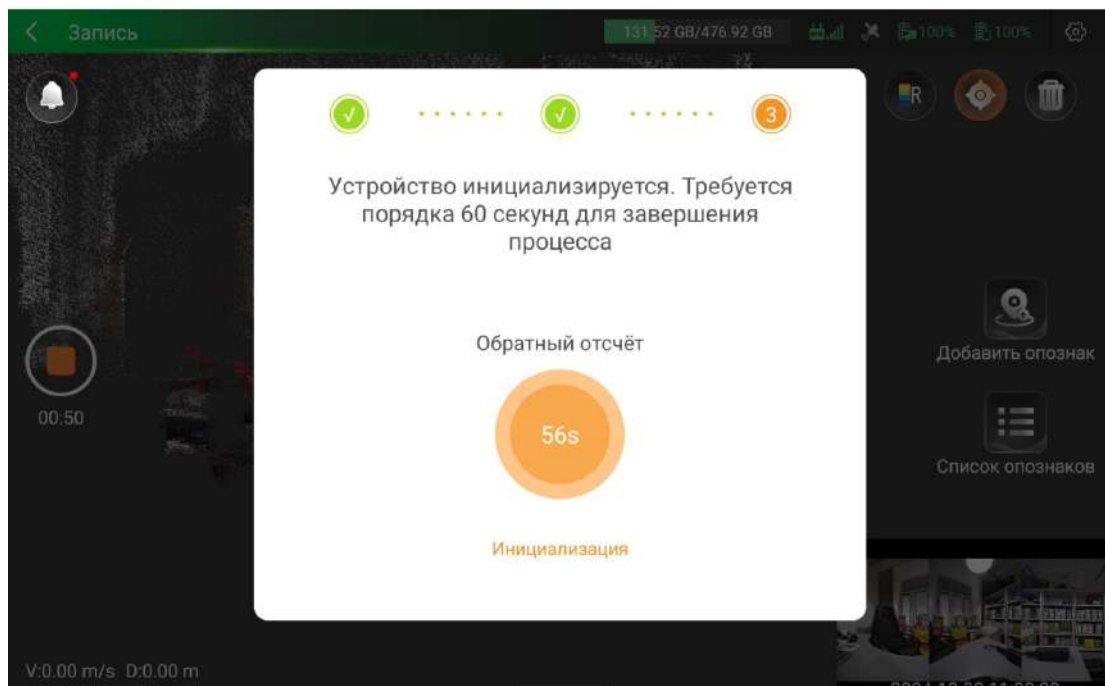 Запись
131.52 GB/476.92 GB
100%
100%
R
√
√
3
Устройство инициализируется. Требуется
порядка 60 секунд для завершения
процесса
Обратный отсчёт
56s
Инициализация
00:50
Добавить опознак
Список опознаков
V:0.00 m/s D:0.00 m